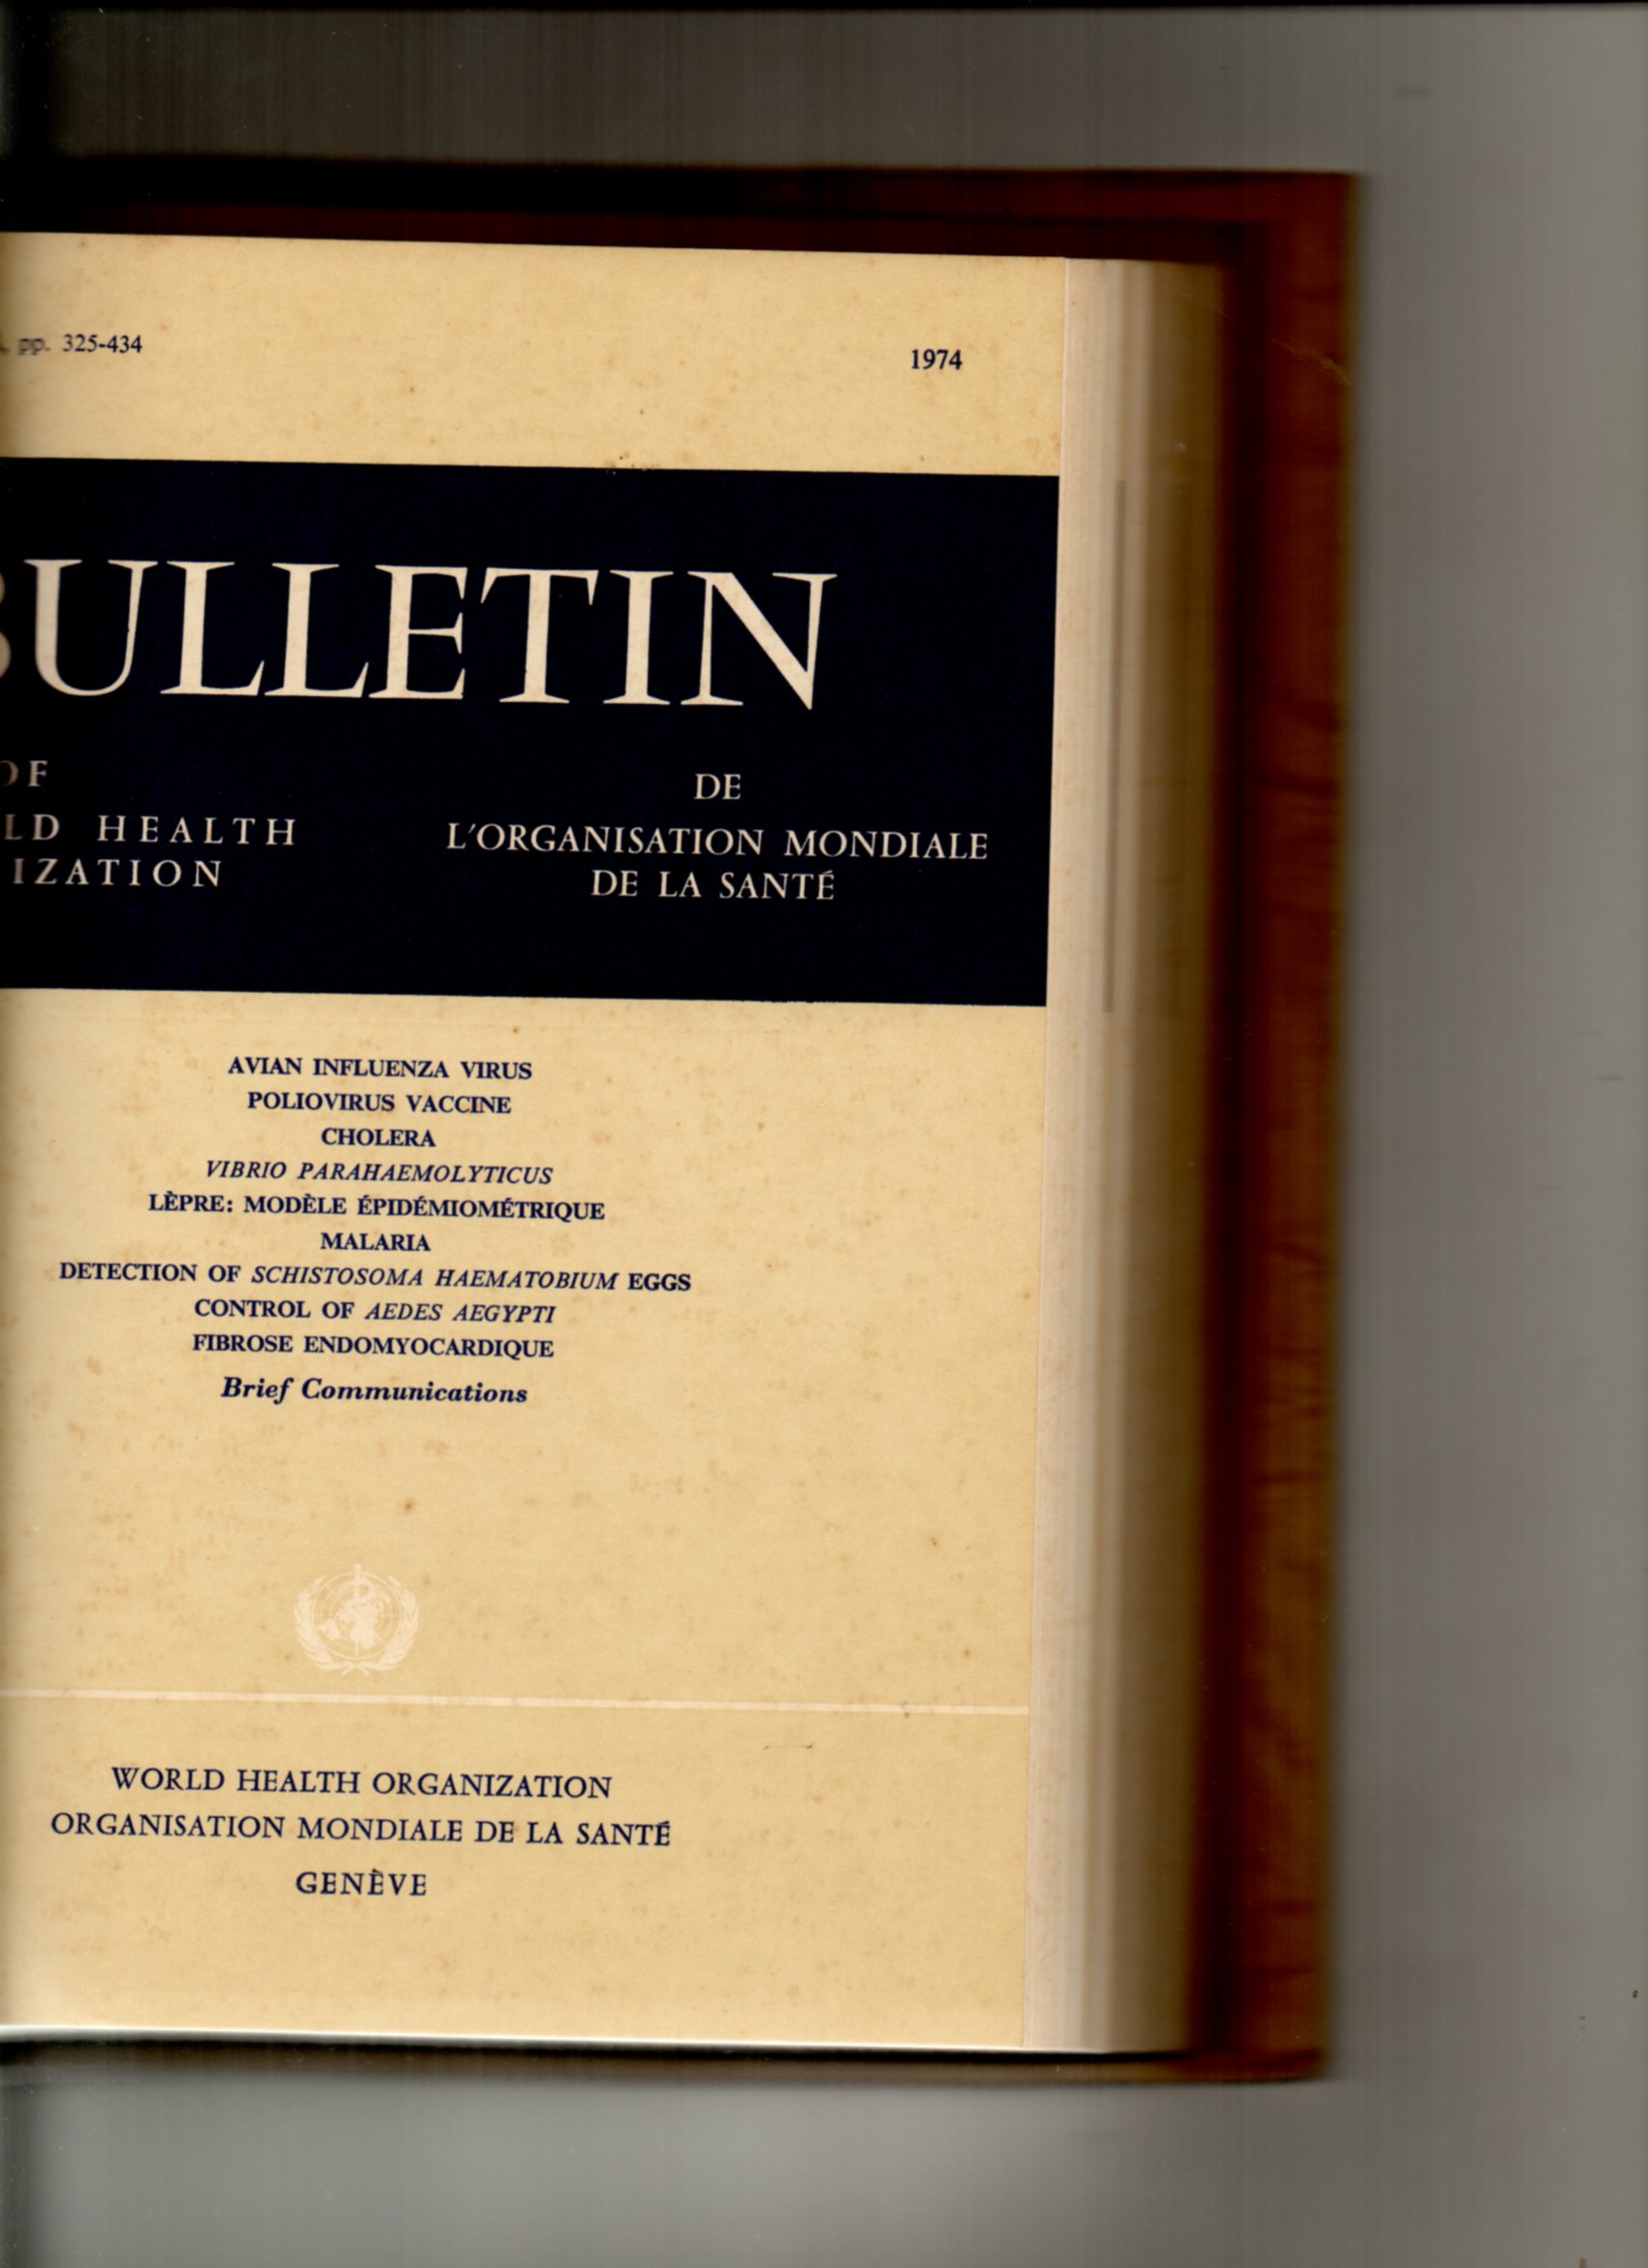 pp. 325-434
1974
BULLETIN
OF
LD HEALTH
IZATION
DE
L'ORGANISATION MONDIALE
DE LA SANTÉ
AVIAN INFLUENZA VIRUS
POLIOVIRUS VACCINE
CHOLERA
VIBRIO PARAHAEMOLYTICUS
LÈPRE: MODÈLE ÉPIDÉMIOMÉTRIQUE
MALARIA
DETECTION OF SCHISTOSOMA HAEMATOBIUM EGGS
CONTROL OF AEDES AEGYPTI
FIBROSE ENDOMYOCARDIQUE
Brief Communications
WORLD HEALTH ORGANIZATION
ORGANISATION MONDIALE DE LA SANTÉ
GENÈVE